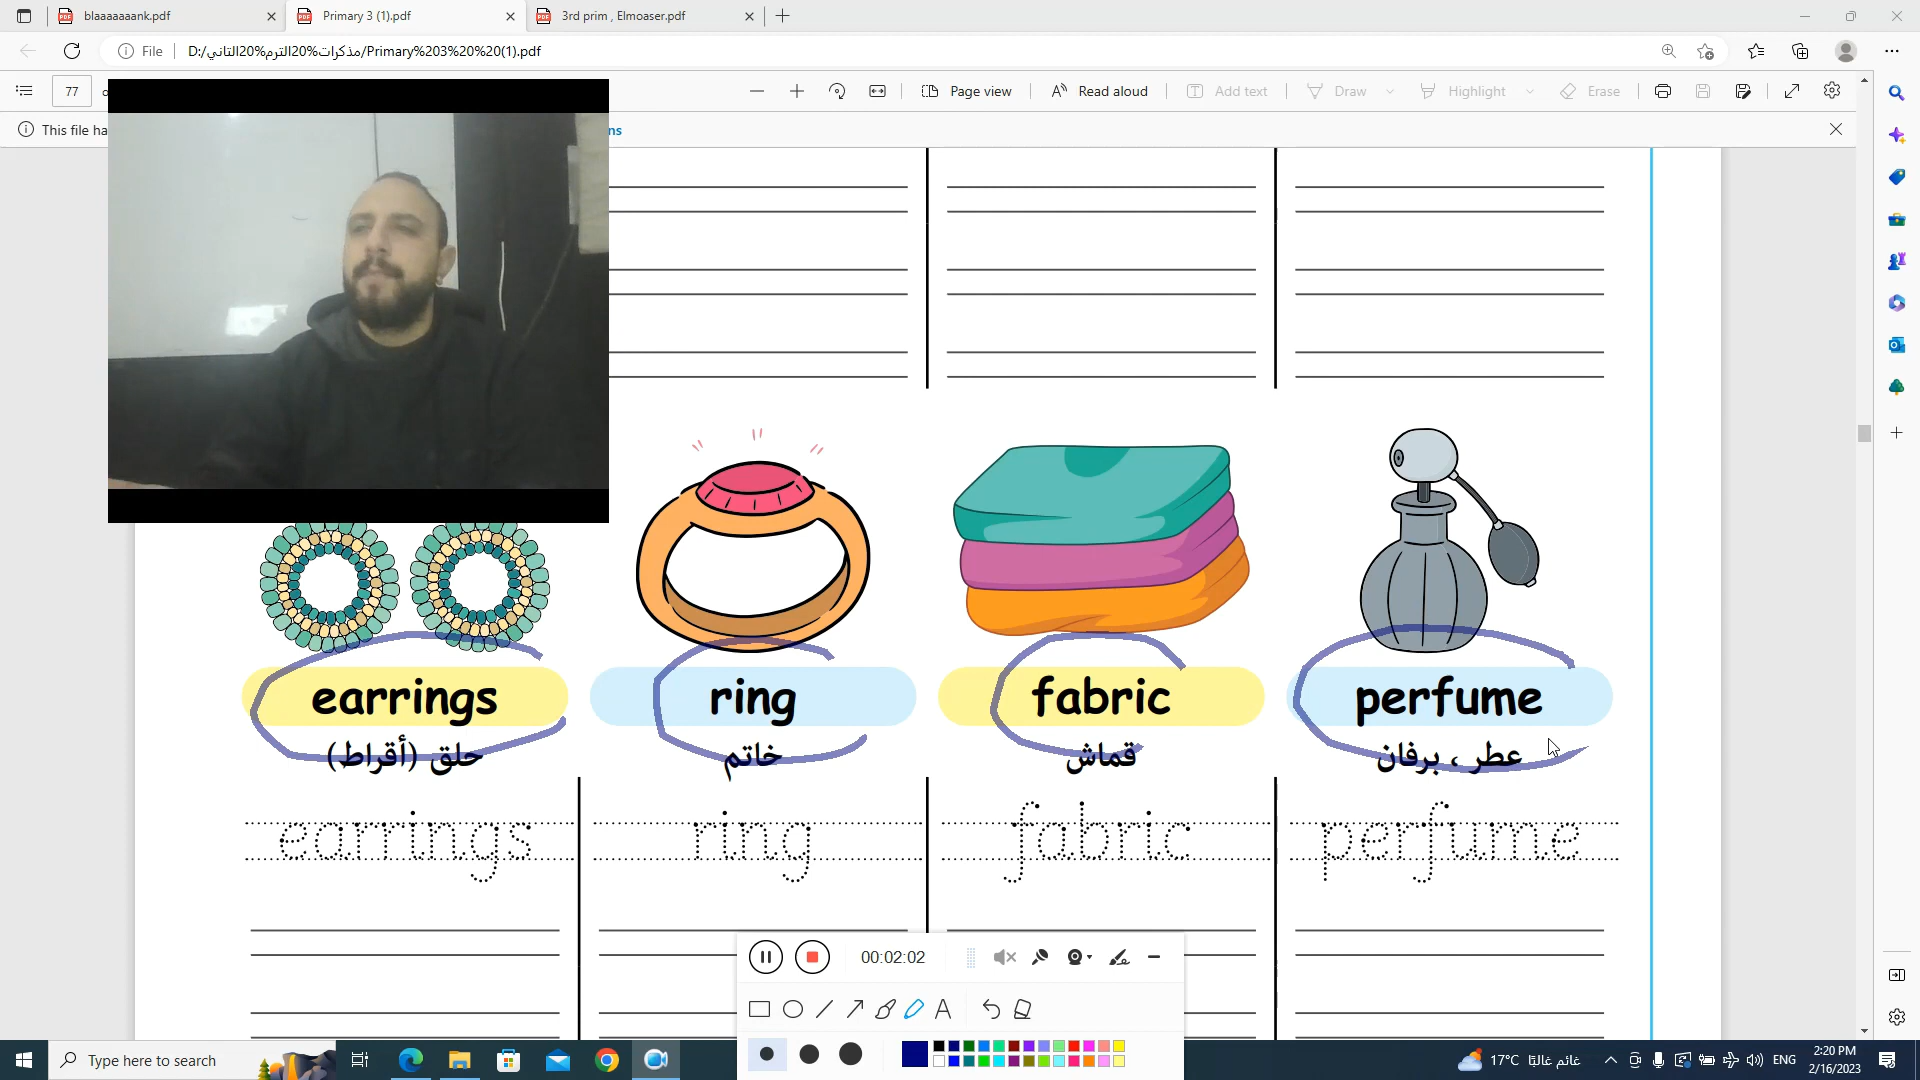 blaaaaaaank.pdf
Primary 3 (1).pdf
3rd prim , Elmoaser.pdf
File
D:/مذكرات%20الترم%20الثاني/Primary%203%20%20(1).pdf
77
Page view
Read aloud
Add text
Draw
Highlight
Erase
This file ha
ns
earrings
ring
fabric
perfume
حلق (أقراط)
خاتم
قماش
عطر ، برفان
earrings
ring
fabric
perfume
00:02:02
A
Type here to search
17°C
غائم غالبًا
ENG
2:20 PM
2/16/2023